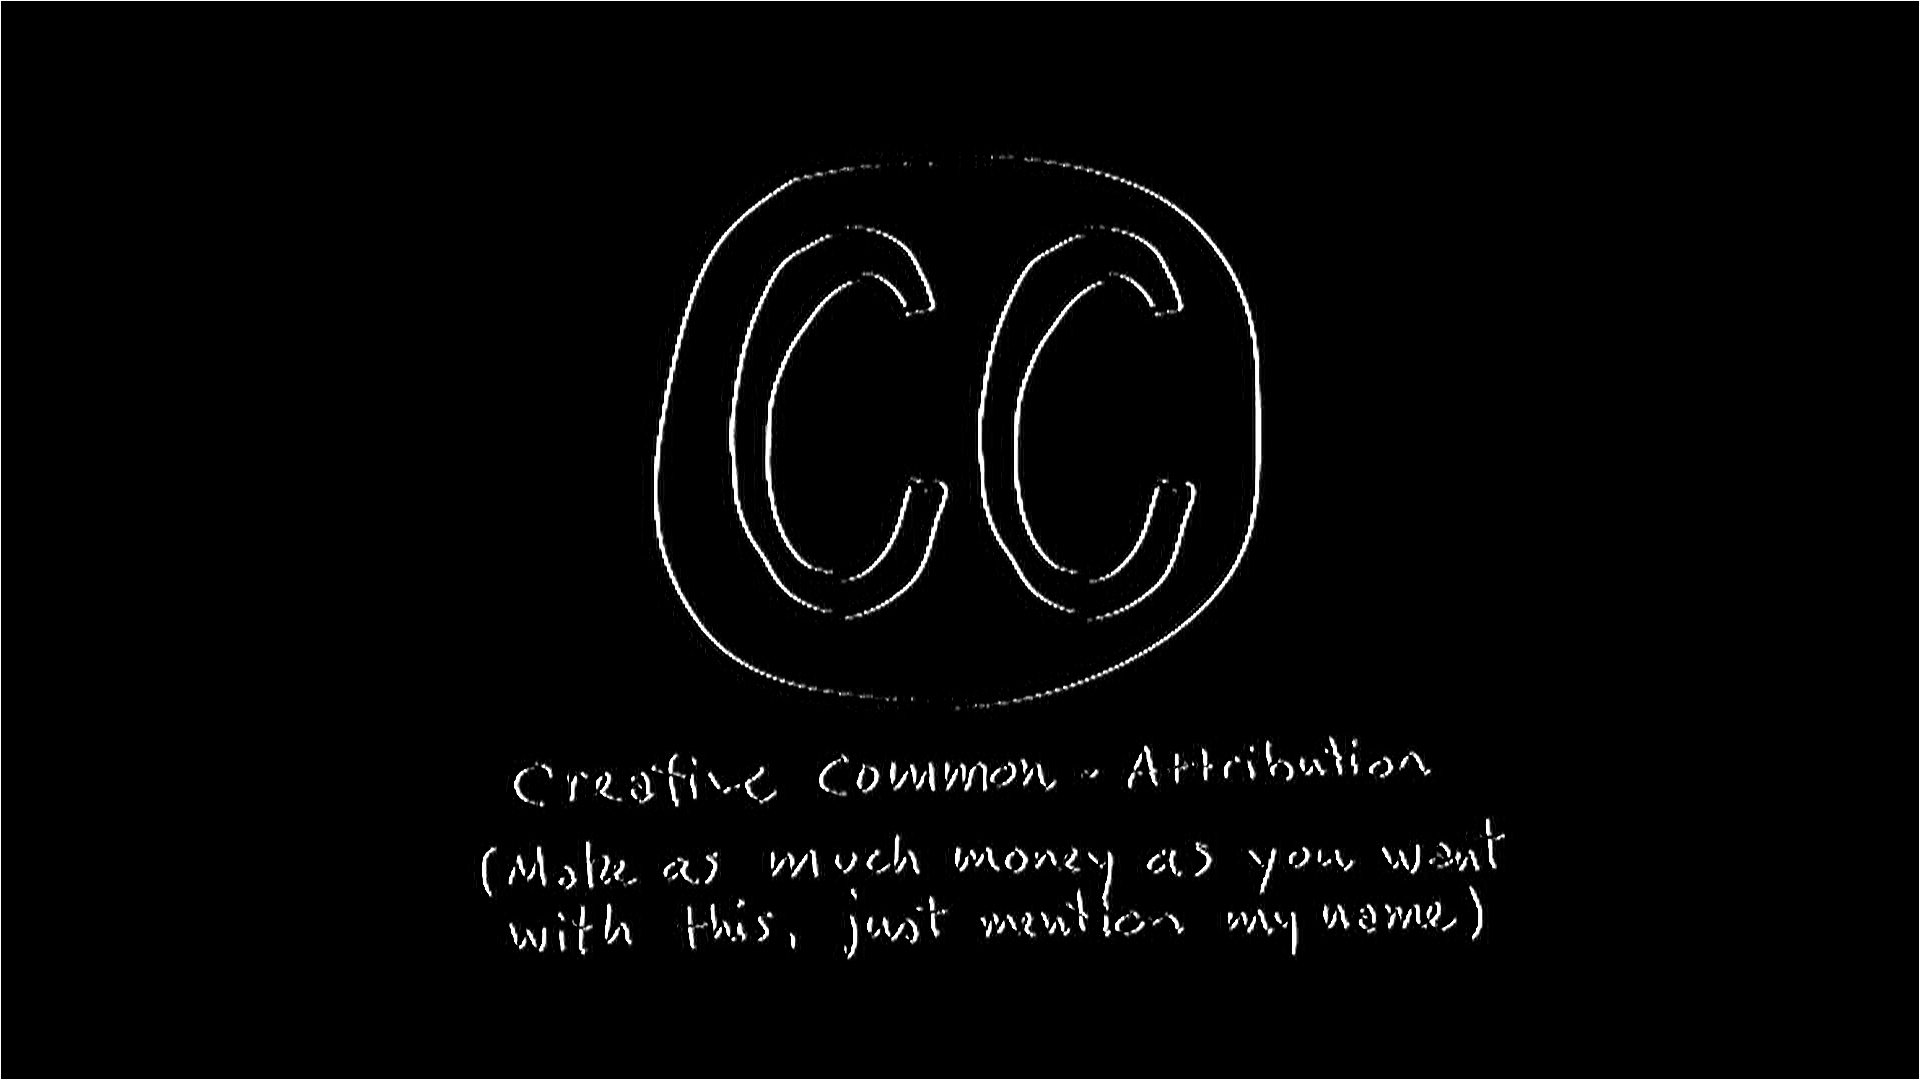 CC
Creative Common - Attribution
(Make as much money as you want
with this, just mention my name)